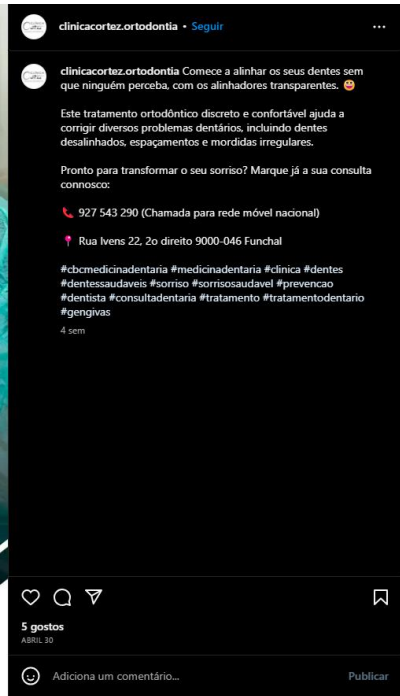 clinicacortez.ortodontia • Seguir
clinicacortez.ortodontia Comece a alinhar os seus dentes sem
que ninguém perceba, com os alinhadores transparentes. 😃
Este tratamento ortodôntico discreto e confortável ajuda a
corrigir diversos problemas dentários, incluindo dentes
desalinhados, espaçamentos e mordidas irregulares.
Pronto para transformar o seu sorriso? Marque já a sua consulta
connosco:
📞 927 543 290 (Chamada para rede móvel nacional)
📍 Rua Ivens 22, 2o direito 9000-046 Funchal
#cbcmedicinadentaria #medicinadentaria #clinica #dentes
#dentessaudaveis #sorriso #sorrisosaudavel #prevencao
#dentista #consultadentaria #tratamento #tratamentodentario
#gengivas
4 sem
5 gostos
ABRIL 30
Adiciona um comentário... Publicar